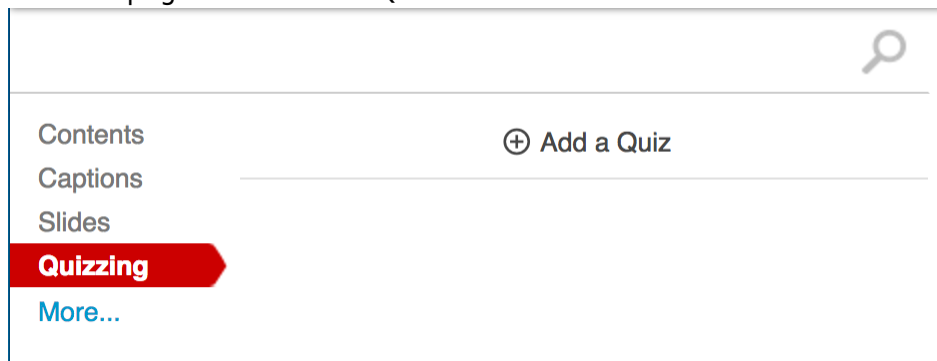 Contents
Captions
Slides
Quizzing
More...
Add a Quiz